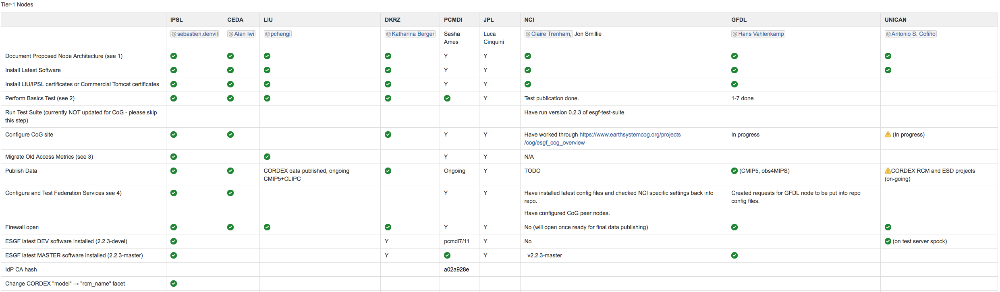 Tier-1 Nodes
IPSL CEDA LIU DKRZ PCMDI JPL NCI GFDL UNICAN
@sebastien.denvil @Alan Iwi @pchengi @Katharina Berger Sasha Ames Luca Cinquini @Claire Trenham, Jon Smillie @Hans Vahlenkamp @Antonio S. Cofiño
Document Proposed Node Architecture (see 1) Y Y
Install Latest Software Y Y
Install LIU/IPSL certificates or Commercial Tomcat certificates Y Y
Perform Basics Test (see 2) Y Test publication done. 1-7 done
Run Test Suite (currently NOT updated for CoG - please skip this step) Have run version 0.2.3 of esgf-test-suite
Configure CoG site Y Y Have worked through https://www.earthsystemcog.org/projects/cog/esgf_cog_overview In progress (In progress)
Migrate Old Access Metrics (see 3) Y Y N/A
Publish Data CORDEX data published, ongoing CMIP5+CLIPC Ongoing Y TODO (CMIP5, obs4MIPS) CORDEX RCM and ESD projects (on-going)
Configure and Test Federation Services see 4) Y Y Have installed latest config files and checked NCI specific settings back into repo. Have configured CoG peer nodes. Created requests for GFDL node to be put into repo config files.
Firewall open Y Y No (will open once ready for final data publishing)
ESGF latest DEV software installed (2.2.3-devel) Y pcmdi7/11 Y No (on test server spock)
ESGF latest MASTER software installed (2.2.3-master) Y Y v2.2.3-master
IdP CA hash a02a928e
Change CORDEX "model" → "rcm_name" facet